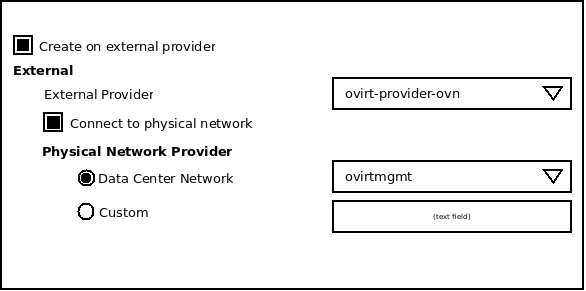 Create on external provider
External
External Provider
ovirt-provider-ovn
Connect to physical network
Physical Network Provider
Data Center Network
ovirtmgmt
Custom
(text field)